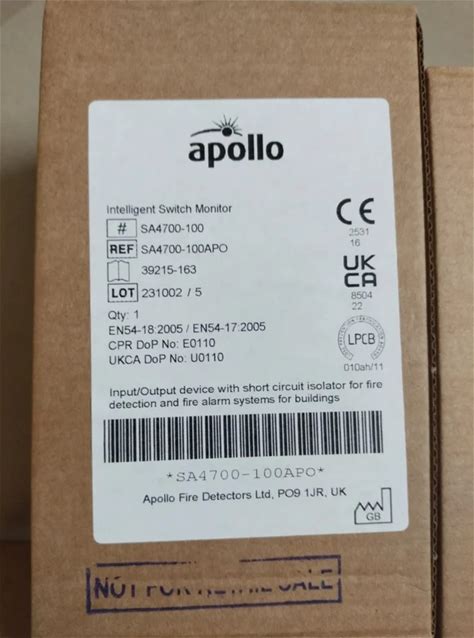 apollo
Intelligent Switch Monitor
# SA4700-100
REF SA4700-100APO
39215-163
LOT 231002 / 5
Qty: 1
EN54-18:2005 / EN54-17:2005
CPR DoP No: E0110
UKCA DoP No: U0110
CE
2531
16
UK
CA
8504
22
LPCB
010ah/11
Input/Output device with short circuit isolator for fire
detection and fire alarm systems for buildings
*SA4700-100APO*
Apollo Fire Detectors Ltd, PO9 1JR, UK
GB
NOT FOR RETAIL SALE